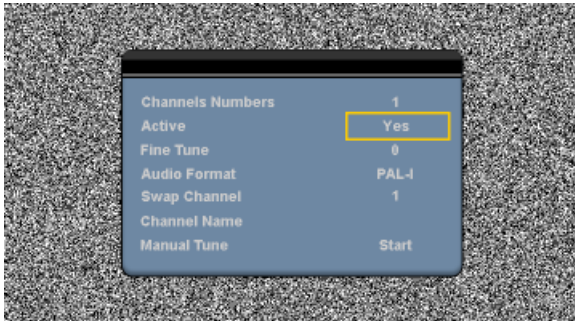 Channels Numbers 1
Active Yes
Fine Tune 0
Audio Format PAL-I
Swap Channel 1
Channel Name
Manual Tune Start